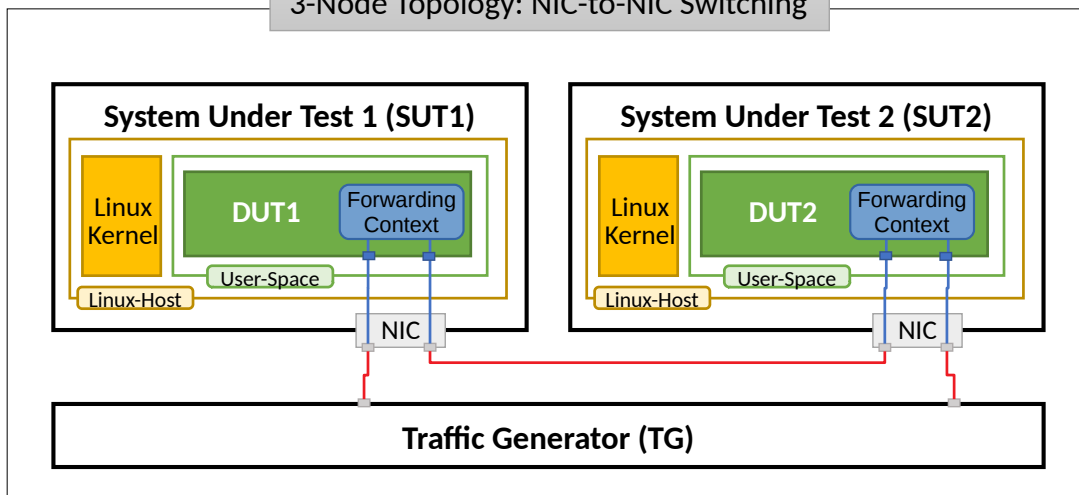 3-Node Topology: NIC-to-NIC Switching
System Under Test 1 (SUT1)
Linux
Kernel
DUT1
Forwarding
Context
User-Space
Linux-Host
NIC
System Under Test 2 (SUT2)
Linux
Kernel
DUT2
Forwarding
Context
User-Space
Linux-Host
NIC
Traffic Generator (TG)